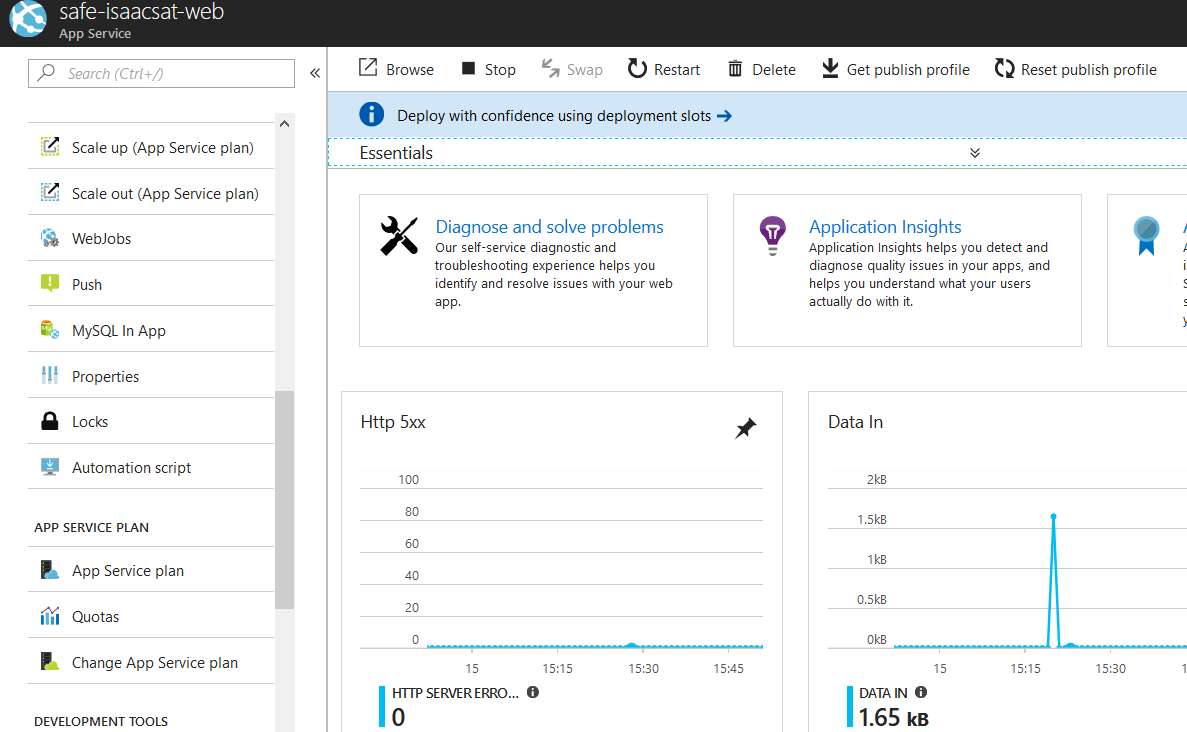 safe-isaacsat-web
App Service
Search (Ctrl+/)
Scale up (App Service plan)
Scale out (App Service plan)
WebJobs
Push
MySQL In App
Properties
Locks
Automation script
APP SERVICE PLAN
App Service plan
Quotas
Change App Service plan
DEVELOPMENT TOOLS
Browse
Stop
Swap
Restart
Delete
Get publish profile
Reset publish profile
Deploy with confidence using deployment slots
Essentials
Diagnose and solve problems
Our self-service diagnostic and
troubleshooting experience helps you
identify and resolve issues with your web
app.
Application Insights
Application Insights helps you detect and
diagnose quality issues in your apps, and
helps you understand what your users
actually do with it.
Http 5xx
100
80
60
40
20
0
15
15:15
15:30
15:45
HTTP SERVER ERRO...
0
Data In
2kB
1.5kB
1kB
0.5kB
0kB
15
15:15
15:30
DATA IN
1.65 kB